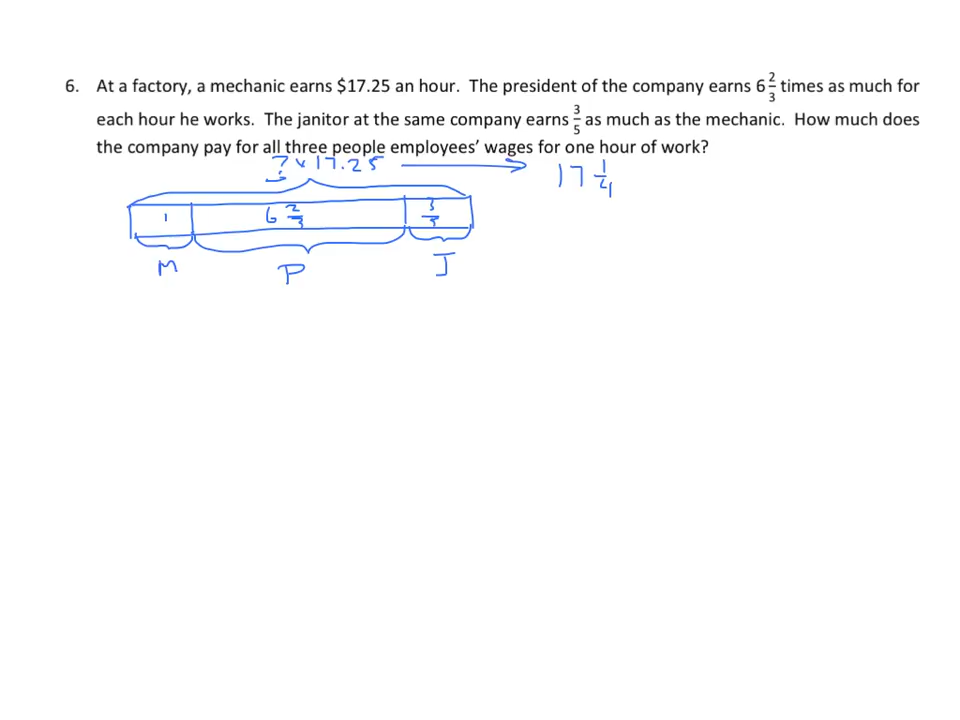 6. At a factory, a mechanic earns $17.25 an hour. The president of the company earns 6 2/3 times as much for
each hour he works. The janitor at the same company earns 3/5 as much as the mechanic. How much does
the company pay for all three people employees' wages for one hour of work?
? x 17.25 → 17 1/4
1 6 2/3 3/5
M P J